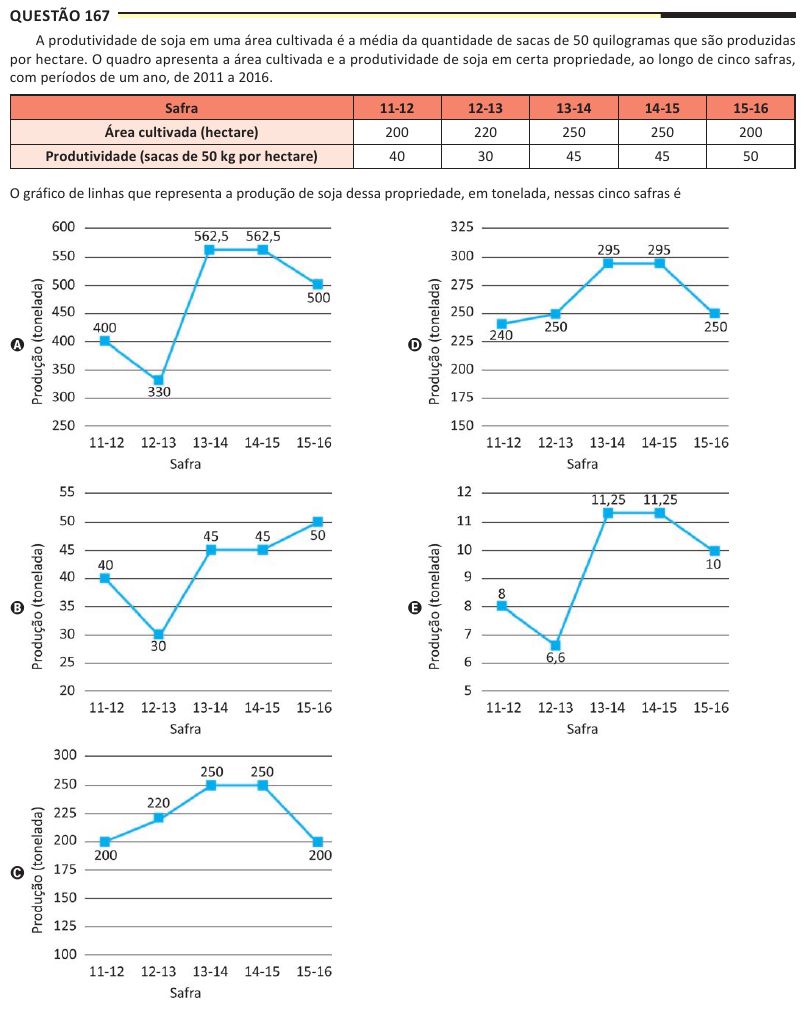 QUESTÃO 167
A produtividade de soja em uma área cultivada é a média da quantidade de sacas de 50 quilogramas que são produzidas
por hectare. O quadro apresenta a área cultivada e a produtividade de soja em certa propriedade, ao longo de cinco safras,
com períodos de um ano, de 2011 a 2016.
Safra 11-12 12-13 13-14 14-15 15-16
Área cultivada (hectare) 200 220 250 250 200
Produtividade (sacas de 50 kg por hectare) 40 30 45 45 50
O gráfico de linhas que representa a produção de soja dessa propriedade, em tonelada, nessas cinco safras é
A
Produção (tonelada)
600
550
500
450
400
350
300
250
400
330
562,5
562,5
500
11-12 12-13 13-14 14-15 15-16
Safra
B
Produção (tonelada)
55
50
45
40
35
30
25
20
40
30
45
45
50
11-12 12-13 13-14 14-15 15-16
Safra
C
Produção (tonelada)
300
250
225
200
175
150
125
100
200
220
250
250
200
11-12 12-13 13-14 14-15 15-16
Safra
D
Produção (tonelada)
325
300
275
250
225
200
175
150
240
250
295
295
250
11-12 12-13 13-14 14-15 15-16
Safra
E
Produção (tonelada)
12
11
10
9
8
7
6
5
8
6,6
11,25
11,25
10
11-12 12-13 13-14 14-15 15-16
Safra